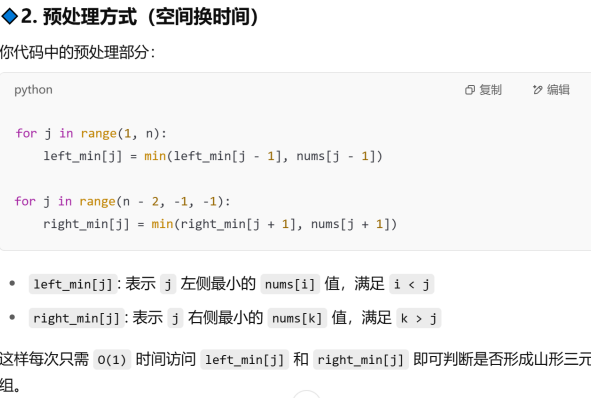 2. 预处理方式（空间换时间）
你代码中的预处理部分：
python 复制 编辑
for j in range(1, n):
    left_min[j] = min(left_min[j - 1], nums[j - 1])
for j in range(n - 2, -1, -1):
    right_min[j] = min(right_min[j + 1], nums[j + 1])
• left_min[j]：表示 j 左侧最小的 nums[i] 值，满足 i < j
• right_min[j]：表示 j 右侧最小的 nums[k] 值，满足 k > j
这样每次只需 O(1) 时间访问 left_min[j] 和 right_min[j] 即可判断是否形成山形三元
组。